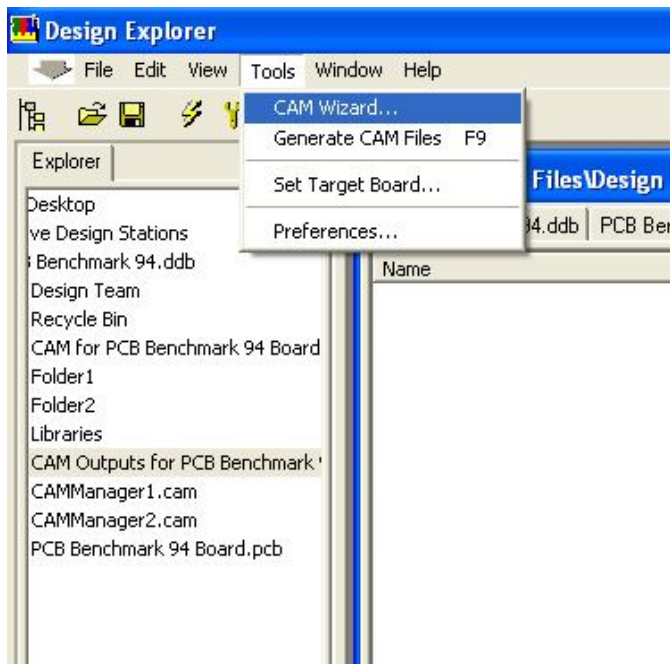 Design Explorer
File Edit View Tools Window Help
CAM Wizard...
Generate CAM Files F9
Set Target Board...
Preferences...
Explorer
Files\Design
94.ddb PCB Ber
Name
Desktop
ve Design Stations
Benchmark 94.ddb
Design Team
Recycle Bin
CAM for PCB Benchmark 94 Board
Folder1
Folder2
Libraries
CAM Outputs for PCB Benchmark
CAMManager1.cam
CAMManager2.cam
PCB Benchmark 94 Board.pcb